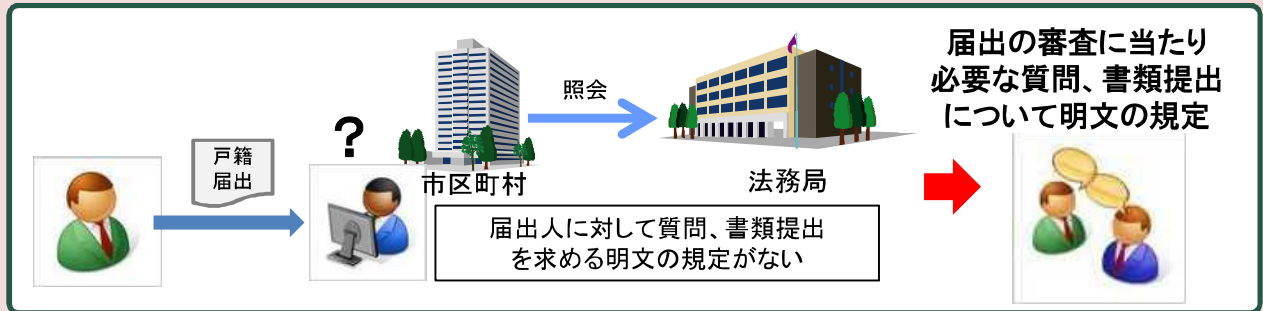 戸籍
届出
?
市区町村
照会
法務局
届出人に対して質問、書類提出
を求める明文の規定がない
届出の審査に当たり
必要な質問、書類提出
について明文の規定